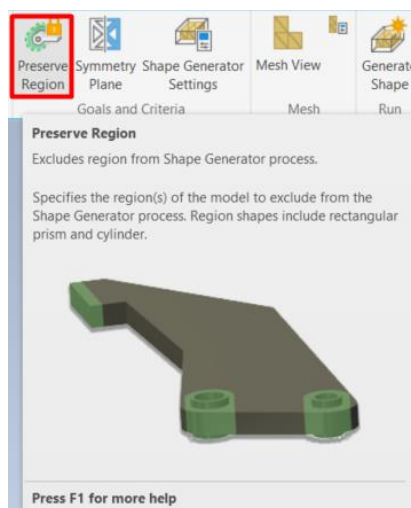 Preserve Region
Symmetry Plane
Shape Generator Settings
Mesh View
Generate Shape
Goals and Criteria
Mesh
Run
Preserve Region
Excludes region from Shape Generator process.
Specifies the region(s) of the model to exclude from the
Shape Generator process. Region shapes include rectangular
prism and cylinder.
Press F1 for more help